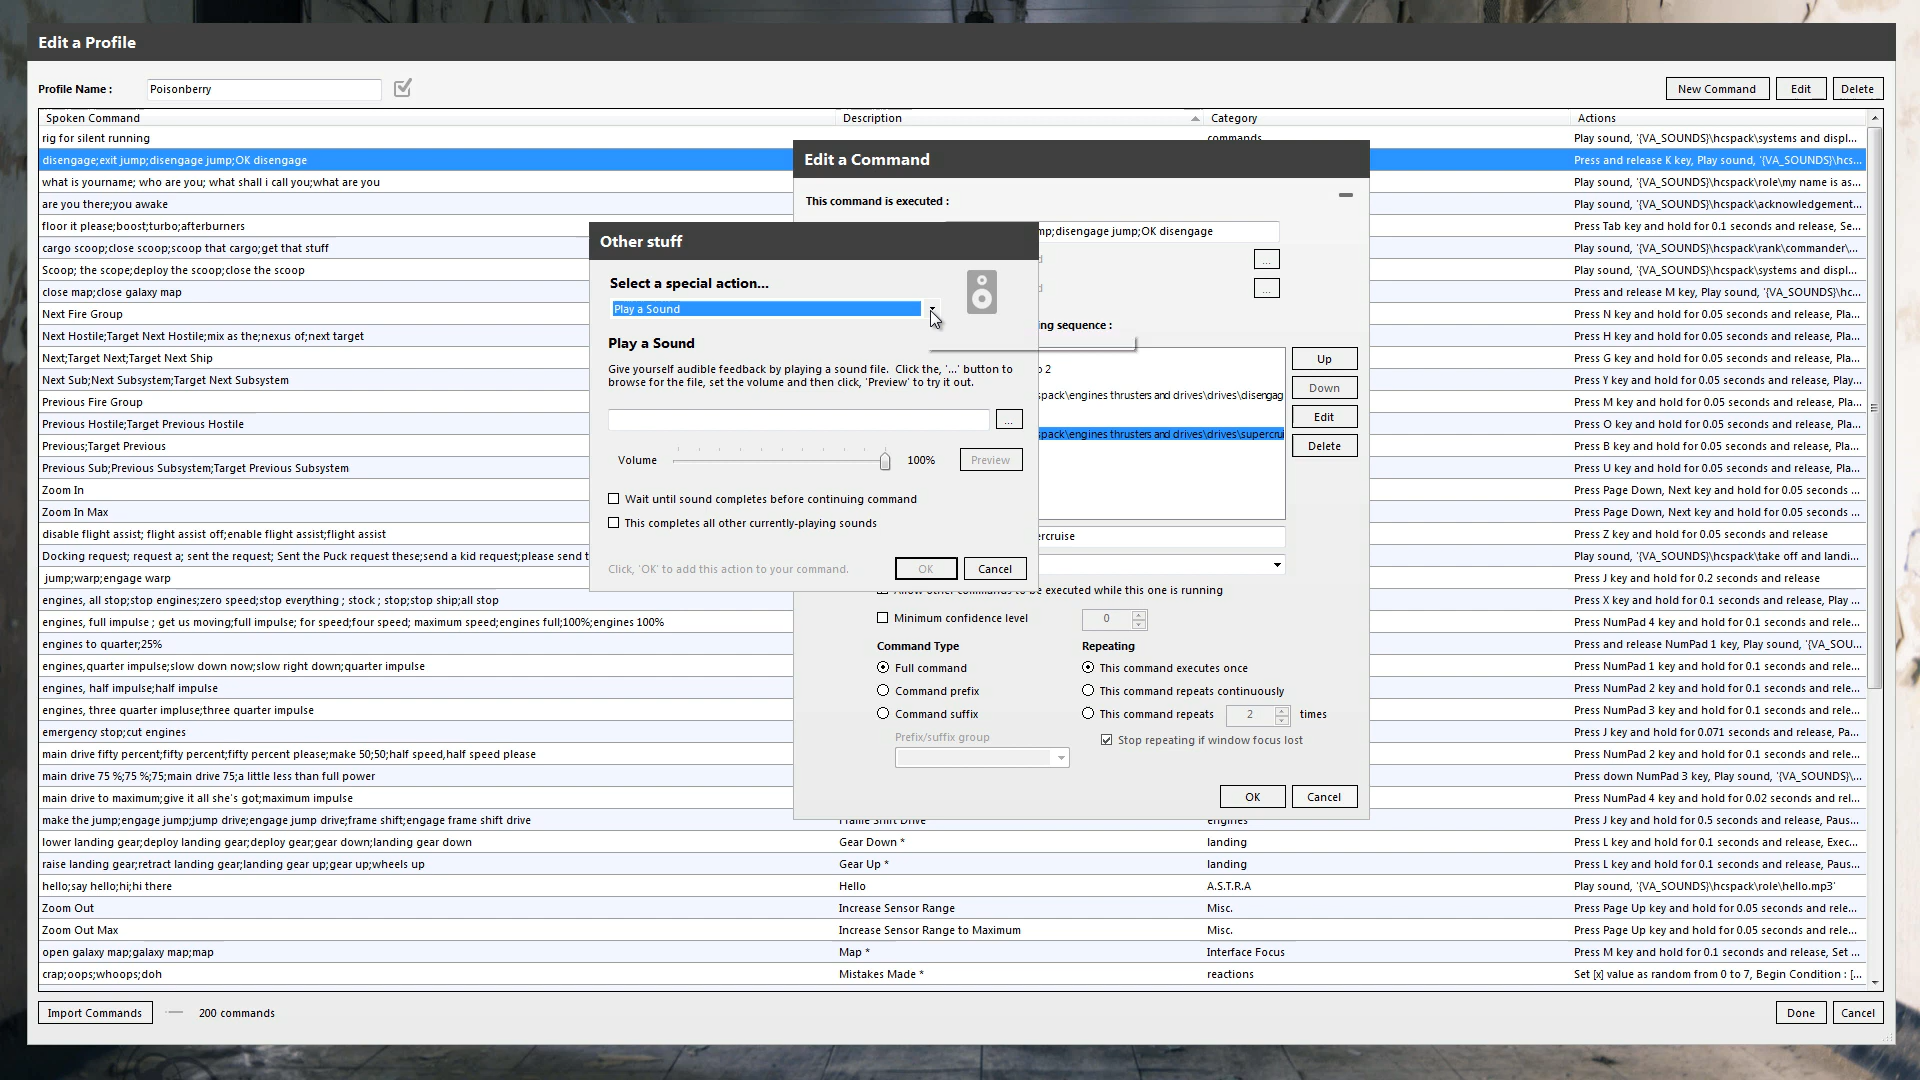 Edit a Profile
Profile Name :
Poisonberry
New Command
Edit
Delete
Spoken Command
Description
Category
Actions
rig for silent running
commands
Play sound, '{VA_SOUNDS}\hcspack\systems and displ...
disengage;exit jump;disengage jump;OK disengage
Press and release K key, Play sound, '{VA_SOUNDS}\hcs...
what is yourname; who are you; what shall i call you;what are you
Play sound, '{VA_SOUNDS}\hcspack\role\my name is as...
are you there;you awake
Play sound, '{VA_SOUNDS}\hcspack\acknowledgement...
floor it please;boost;turbo;afterburners
Press Tab key and hold for 0.1 seconds and release, Se...
cargo scoop;close scoop;scoop that cargo;get that stuff
Play sound, '{VA_SOUNDS}\hcspack\rank\commander\...
Scoop; the scope;deploy the scoop;close the scoop
Play sound, '{VA_SOUNDS}\hcspack\systems and displ...
close map;close galaxy map
Press and release M key, Play sound, '{VA_SOUNDS}\hc...
Next Fire Group
Press N key and hold for 0.05 seconds and release, Pla...
Next Hostile;Target Next Hostile;mix as the;nexus of;next target
Press H key and hold for 0.05 seconds and release, Pla...
Next;Target Next;Target Next Ship
Press G key and hold for 0.05 seconds and release, Pla...
Next Sub;Next Subsystem;Target Next Subsystem
Press Y key and hold for 0.05 seconds and release, Play...
Previous Fire Group
Press M key and hold for 0.05 seconds and release, Pla...
Previous Hostile;Target Previous Hostile
Press O key and hold for 0.05 seconds and release, Pla...
Previous;Target Previous
Press B key and hold for 0.05 seconds and release, Pla...
Previous Sub;Previous Subsystem;Target Previous Subsystem
Press U key and hold for 0.05 seconds and release, Pla...
Zoom In
Press Page Down, Next key and hold for 0.05 seconds ...
Zoom In Max
Press Page Down, Next key and hold for 0.05 seconds ...
disable flight assist; flight assist off;enable flight assist;flight assist
Press Z key and hold for 0.05 seconds and release
Docking request; request a; sent the request; Sent the Puck request these;send a kid request;please send t
Play sound, '{VA_SOUNDS}\hcspack\take off and landi...
jump;warp;engage warp
Press J key and hold for 0.2 seconds and release
engines, all stop;stop engines;zero speed;stop everything ; stock ; stop;stop ship;all stop
Press X key and hold for 0.1 seconds and release, Play ...
engines, full impulse ; get us moving;full impulse; for speed;four speed; maximum speed;engines full;100%;engines 100%
Press NumPad 4 key and hold for 0.1 seconds and rele...
engines to quarter;25%
Press and release NumPad 1 key, Play sound, '{VA_SOU...
engines,quarter impulse;slow down now;slow right down;quarter impulse
Press NumPad 1 key and hold for 0.1 seconds and rele...
engines, half impulse;half impulse
Press NumPad 2 key and hold for 0.1 seconds and rele...
engines, three quarter impluse;three quarter impulse
Press NumPad 3 key and hold for 0.1 seconds and rele...
emergency stop;cut engines
Press J key and hold for 0.071 seconds and release, Pa...
main drive fifty percent;fifty percent;fifty percent please;make 50;50;half speed,half speed please
Press NumPad 2 key and hold for 0.1 seconds and rele...
main drive 75 %;75 %;75;main drive 75;a little less than full power
Press down NumPad 3 key, Play sound, '{VA_SOUNDS}\...
main drive to maximum;give it all she's got;maximum impulse
Press NumPad 4 key and hold for 0.02 seconds and rel...
make the jump;engage jump;jump drive;engage jump drive;frame shift;engage frame shift drive
Frame Shift Drive
engines
Press J key and hold for 0.5 seconds and release, Paus...
lower landing gear;deploy landing gear;deploy gear;gear down;landing gear down
Gear Down *
landing
Press L key and hold for 0.1 seconds and release, Exec...
raise landing gear;retract landing gear;landing gear up;gear up;wheels up
Gear Up *
landing
Press L key and hold for 0.1 seconds and release, Paus...
hello;say hello;hi;hi there
Hello
A.S.T.R.A
Play sound, '{VA_SOUNDS}\hcspack\role\hello.mp3'
Zoom Out
Increase Sensor Range
Misc.
Press Page Up key and hold for 0.05 seconds and rele...
Zoom Out Max
Increase Sensor Range to Maximum
Misc.
Press Page Up key and hold for 0.05 seconds and rele...
open galaxy map;galaxy map;map
Map *
Interface Focus
Press M key and hold for 0.1 seconds and release, Set ...
crap;oops;whoops;doh
Mistakes Made *
reactions
Set [x] value as random from 0 to 7, Begin Condition : [...
Import Commands
200 commands
Done
Cancel
Edit a Command
This command is executed :
mp;disengage jump;OK disengage
...
...
ng sequence :
o 2
spack\engines thrusters and drives\drives\disengag
spack\engines thrusters and drives\drives\supercrui
Up
Down
Edit
Delete
ercruise
Allow other commands to be executed while this one is running
Minimum confidence level
0
Command Type
Repeating
Full command
This command executes once
Command prefix
This command repeats continuously
Command suffix
This command repeats
2
times
Prefix/suffix group
Stop repeating if window focus lost
OK
Cancel
Other stuff
Select a special action...
Play a Sound
Play a Sound
Give yourself audible feedback by playing a sound file. Click the, '...' button to
browse for the file, set the volume and then click, 'Preview' to try it out.
...
Volume
100%
Preview
Wait until sound completes before continuing command
This completes all other currently-playing sounds
Click, 'OK' to add this action to your command.
OK
Cancel